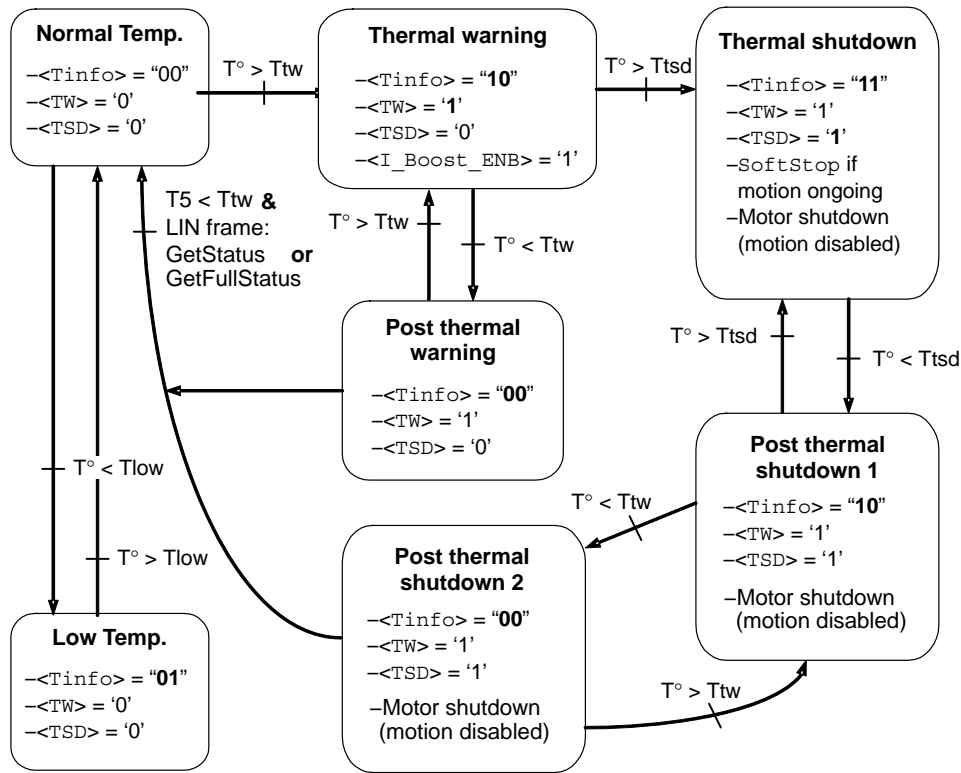 Normal Temp.
–<Tinfo> = “00”
–<TW> = ‘0’
–<TSD> = ‘0’
T° > Ttw
Thermal warning
–<Tinfo> = “10”
–<TW> = ‘1’
–<TSD> = ‘0’
–<I_Boost_ENB> = ‘1’
T° > Ttsd
Thermal shutdown
–<Tinfo> = “11”
–<TW> = ‘1’
–<TSD> = ‘1’
–SoftStop if
motion ongoing
–Motor shutdown
(motion disabled)
T5 < Ttw &
LIN frame:
GetStatus or
GetFullStatus
T° > Ttw
T° < Ttw
T° > Ttsd
T° < Ttsd
Post thermal
warning
–<Tinfo> = “00”
–<TW> = ‘1’
–<TSD> = ‘0’
Post thermal
shutdown 1
–<Tinfo> = “10”
–<TW> = ‘1’
–<TSD> = ‘1’
–Motor shutdown
(motion disabled)
T° < Tlow
T° > Tlow
T° < Ttw
Post thermal
shutdown 2
–<Tinfo> = “00”
–<TW> = ‘1’
–<TSD> = ‘1’
–Motor shutdown
(motion disabled)
T° > Ttw
Low Temp.
–<Tinfo> = “01”
–<TW> = ‘0’
–<TSD> = ‘0’